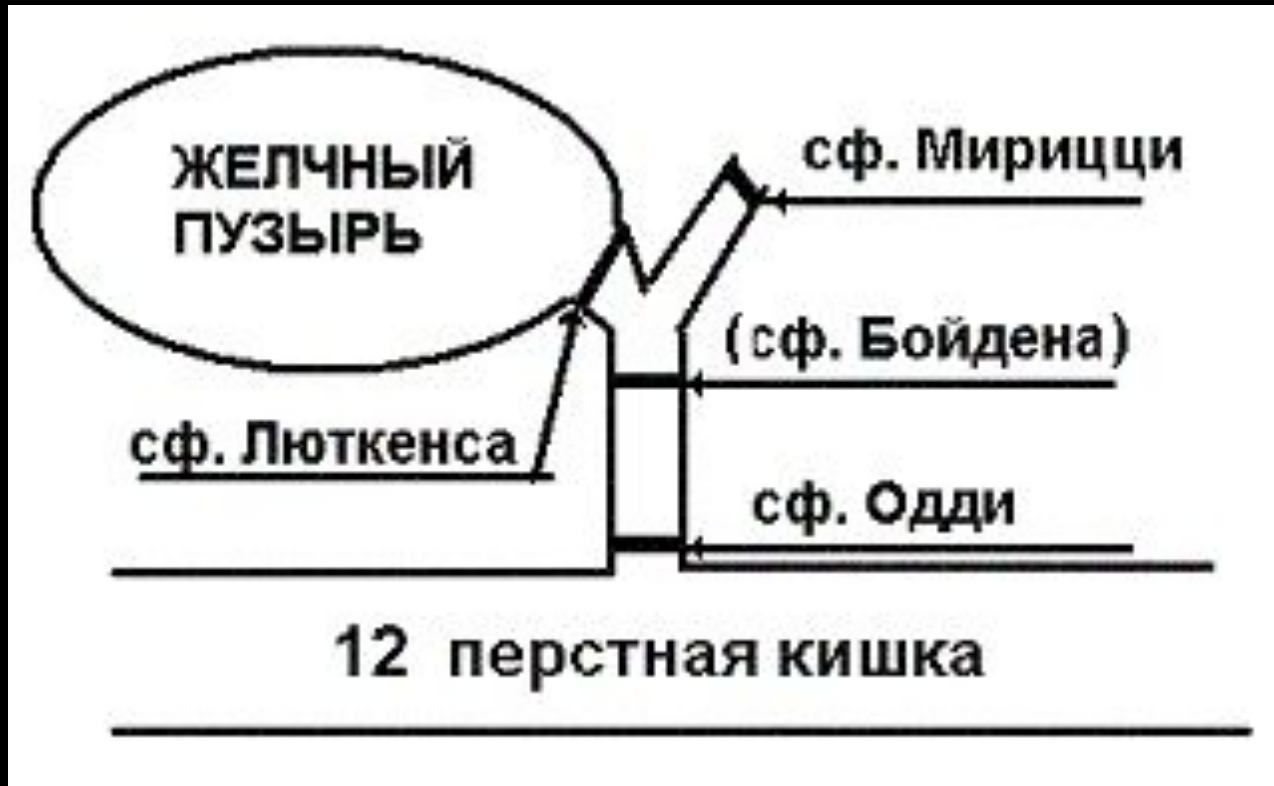 ЖЕЛЧНЫЙ
ПУЗЫРЬ
сф. Мирицци
(сф. Бойдена)
сф. Люткенса
сф. Одди
12 перстная кишка